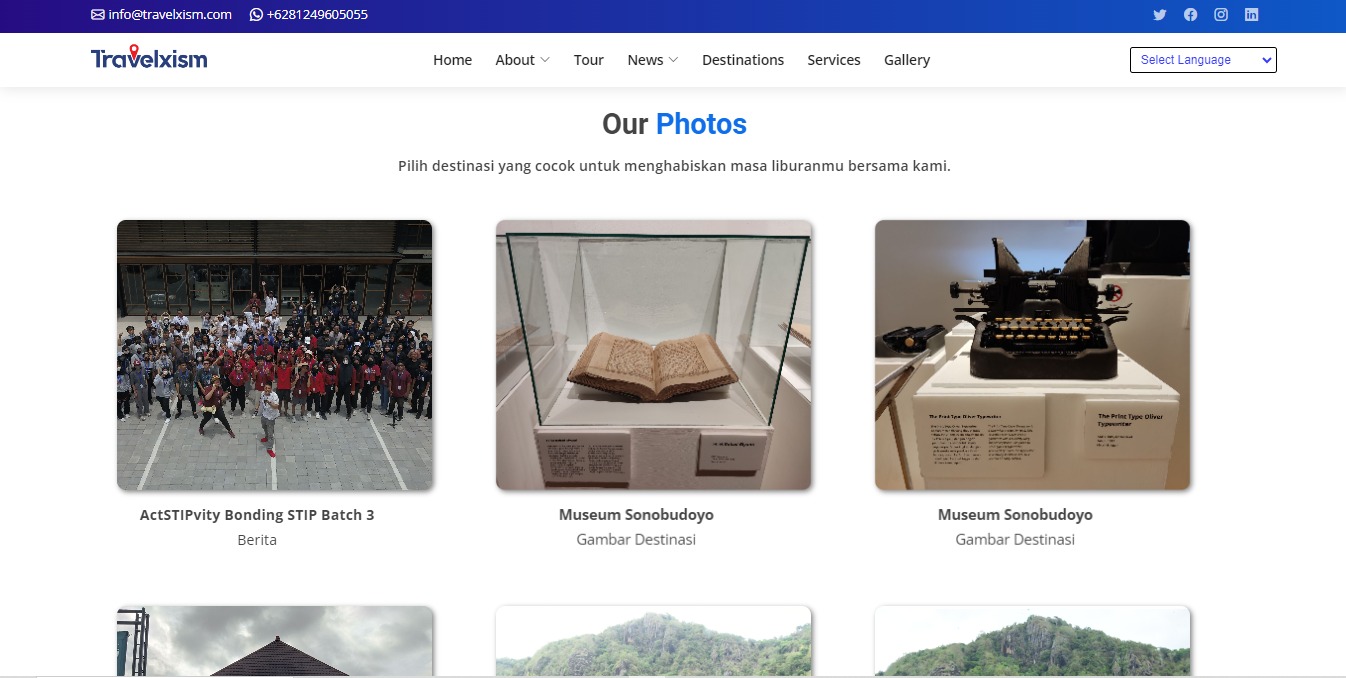 info@travelxism.com +6281249605055
Travelxism
Home About Tour News Destinations Services Gallery
Select Language
Our Photos
Pilih destinasi yang cocok untuk menghabiskan masa liburanmu bersama kami.
The Print Type Oliver Typewriter
The Print Type Oliver
Typewriter
ActSTIPvity Bonding STIP Batch 3
Berita
Museum Sonobudoyo
Gambar Destinasi
Museum Sonobudoyo
Gambar Destinasi